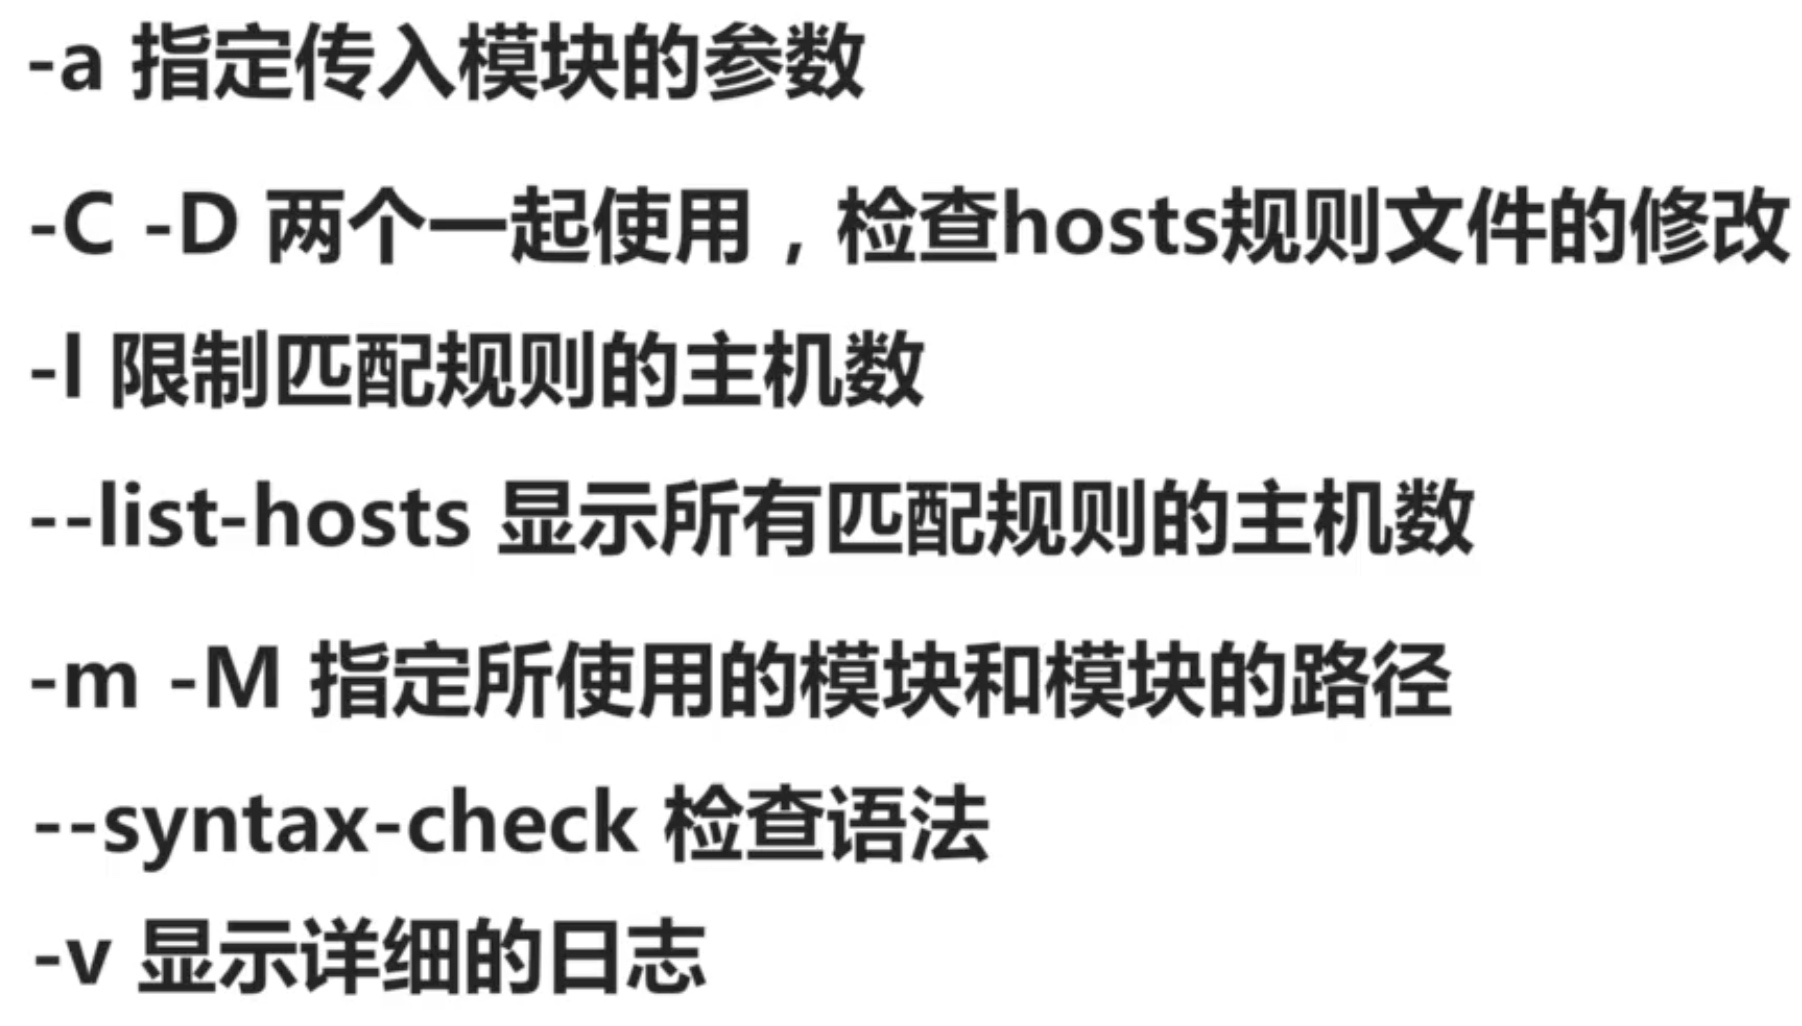 -a 指定传入模块的参数
-C -D 两个一起使用，检查hosts规则文件的修改
-l 限制匹配规则的主机数
--list-hosts 显示所有匹配规则的主机数
-m -M 指定所使用的模块和模块的路径
--syntax-check 检查语法
-v 显示详细的日志